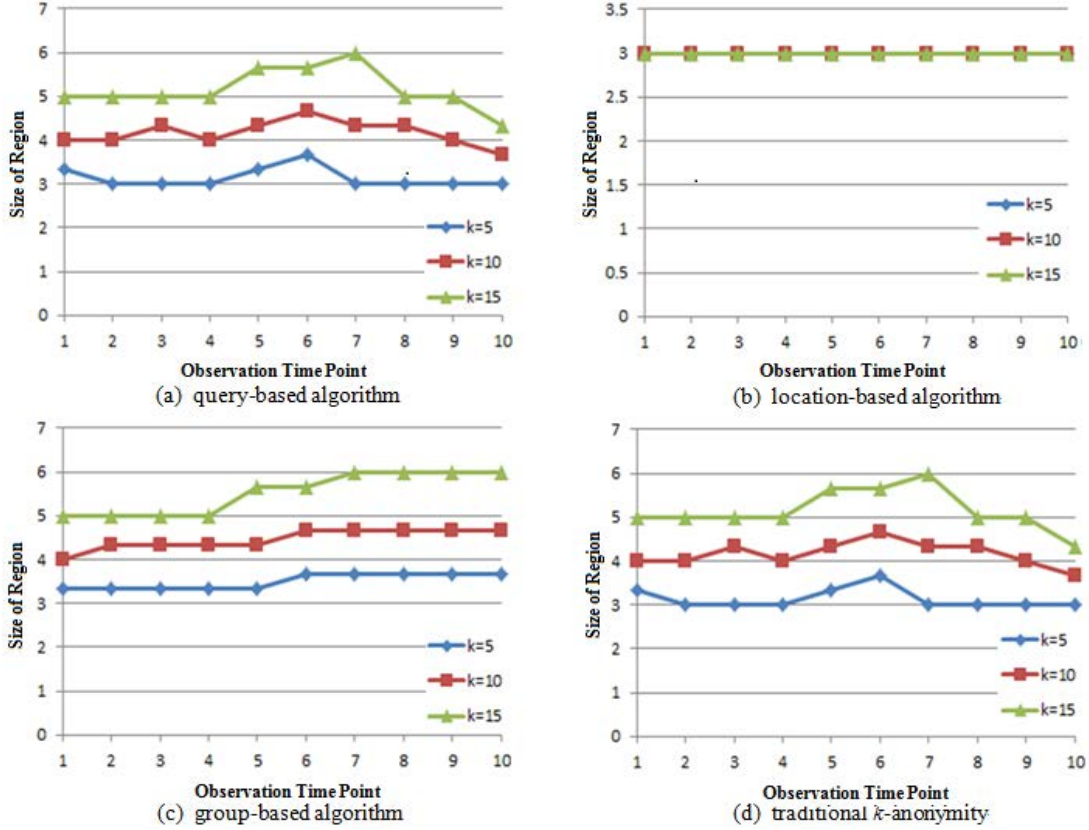 7
6
5
4
3
2
1
0
Size of Region
k=5
k=10
k=15
1 2 3 4 5 6 7 8 9 10
Observation Time Point
(a) query-based algorithm
3.5
3
2.5
2
1.5
1
0.5
0
Size of Region
k=5
k=10
k=15
1 2 3 4 5 6 7 8 9 10
Observation Time Point
(b) location-based algorithm
7
6
5
4
3
2
1
0
Size of Region
k=5
k=10
k=15
1 2 3 4 5 6 7 8 9 10
Observation Time Point
(c) group-based algorithm
7
6
5
4
3
2
1
0
Size of Region
k=5
k=10
k=15
1 2 3 4 5 6 7 8 9 10
Observation Time Point
(d) traditional k-anonymity